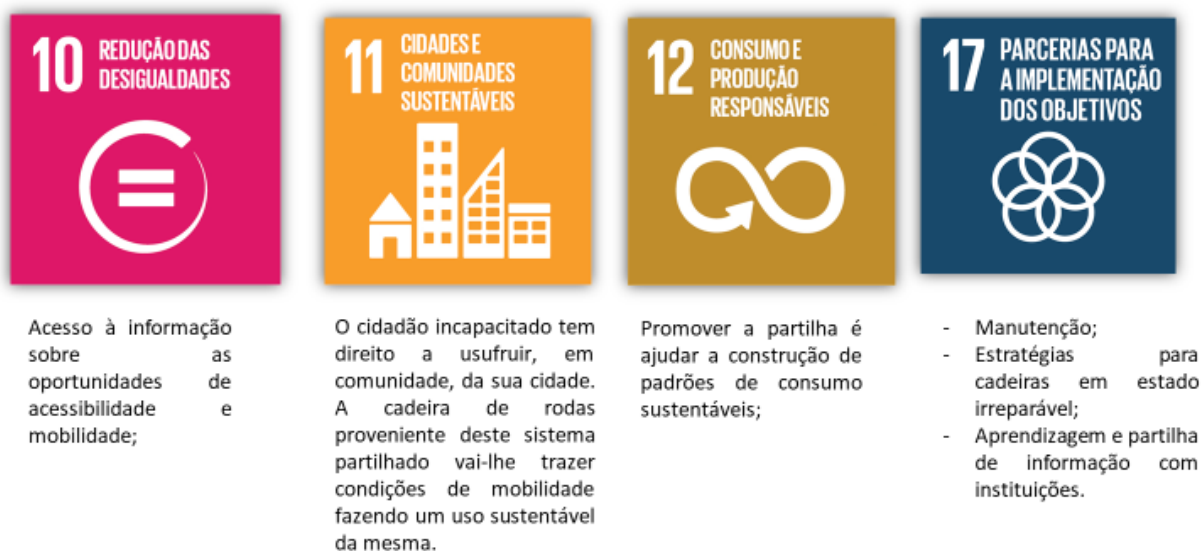 10 REDUÇÃO DAS
DESIGUALDADES
Acesso à informação
sobre as
oportunidades de
acessibilidade e
mobilidade;
11 CIDADES E
COMUNIDADES
SUSTENTÁVEIS
O cidadão incapacitado tem
direito a usufruir, em
comunidade, da sua cidade.
A cadeira de rodas
proveniente deste sistema
partilhado vai-lhe trazer
condições de mobilidade
fazendo um uso sustentável
da mesma.
12 CONSUMO E
PRODUÇÃO
RESPONSÁVEIS
Promover a partilha é
ajudar a construção de
padrões de consumo
sustentáveis;
17 PARCERIAS PARA
A IMPLEMENTAÇÃO
DOS OBJETIVOS
- Manutenção;
- Estratégias para
cadeiras em estado
irreparável;
- Aprendizagem e partilha
de informação com
instituições.